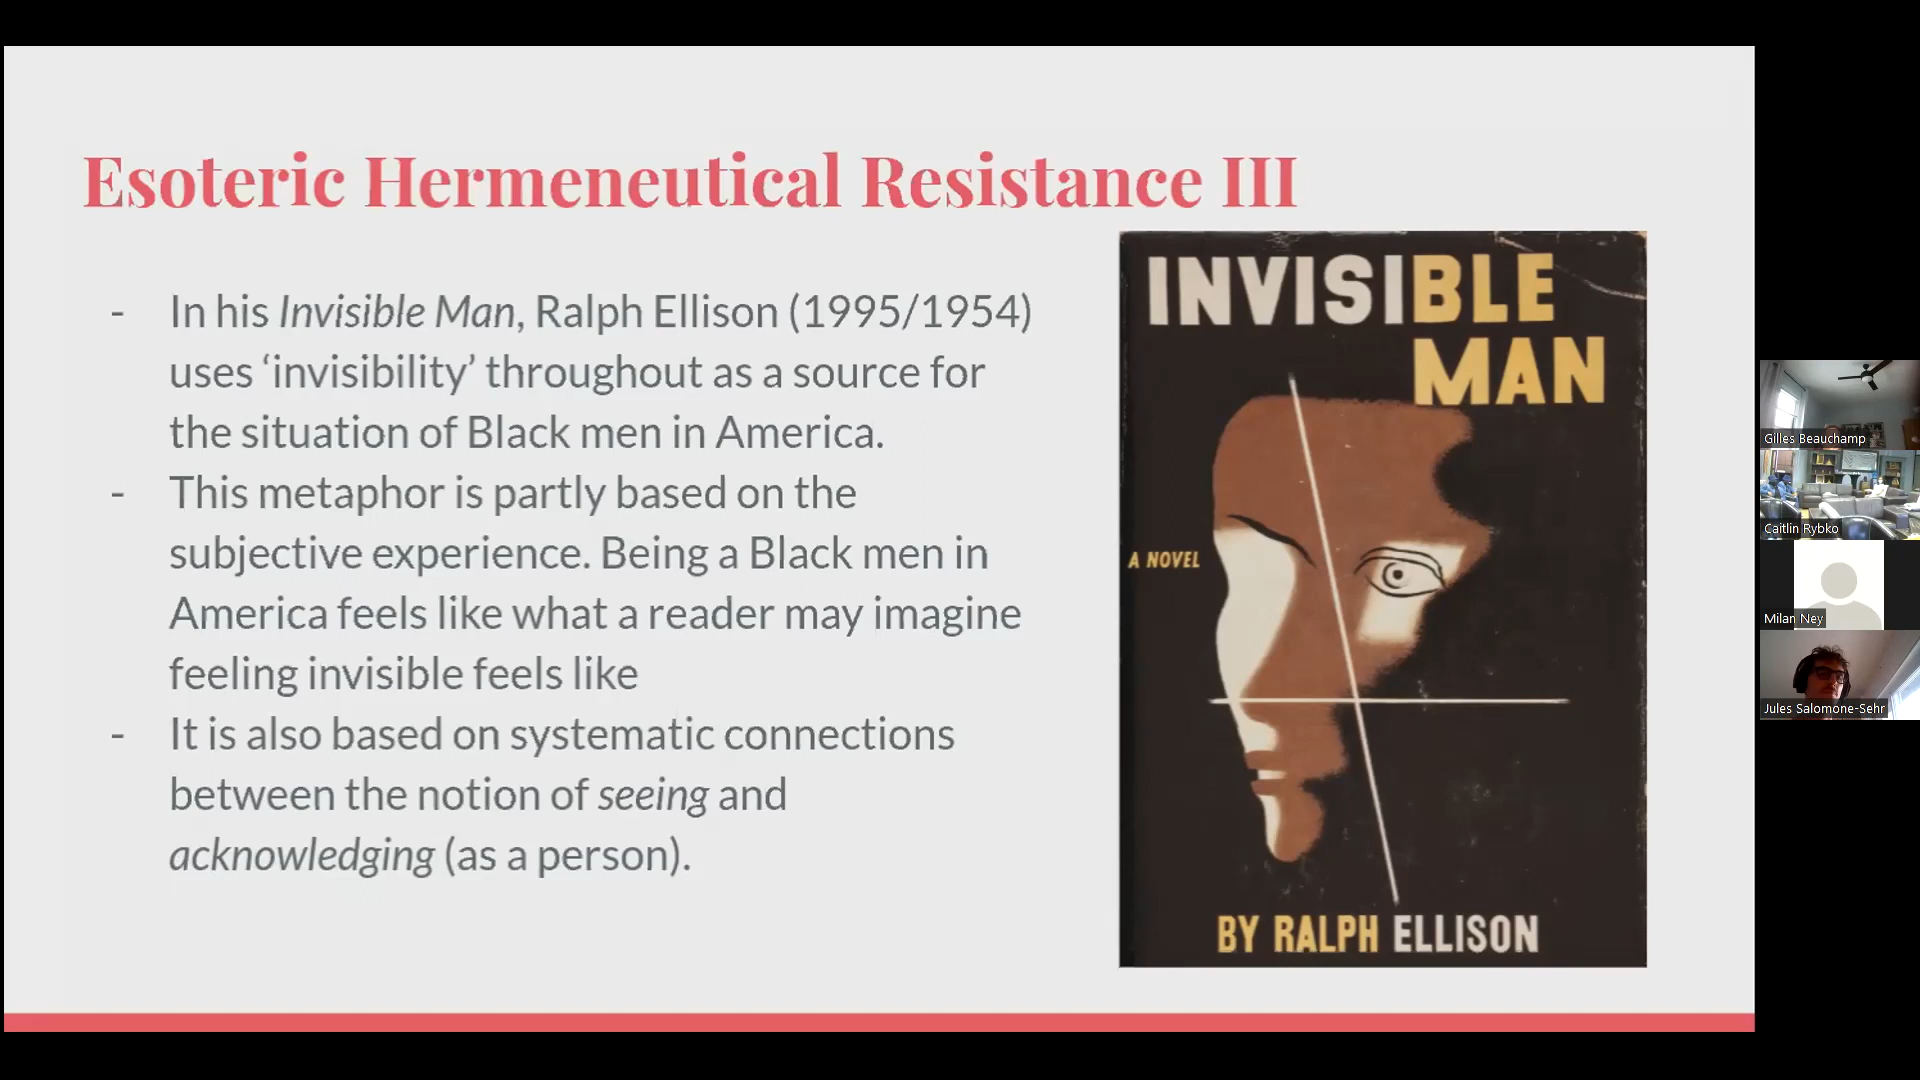 Esoteric Hermeneutical Resistance III
- In his Invisible Man, Ralph Ellison (1995/1954)
uses ‘invisibility’ throughout as a source for
the situation of Black men in America.
- This metaphor is partly based on the
subjective experience. Being a Black men in
America feels like what a reader may imagine
feeling invisible feels like
- It is also based on systematic connections
between the notion of seeing and
acknowledging (as a person).
INVISIBLE
MAN
A NOVEL
BY RALPH ELLISON
Gilles Beauchamp
Caitlin Rybko
Milan Ney
Jules Salomone-Sehr